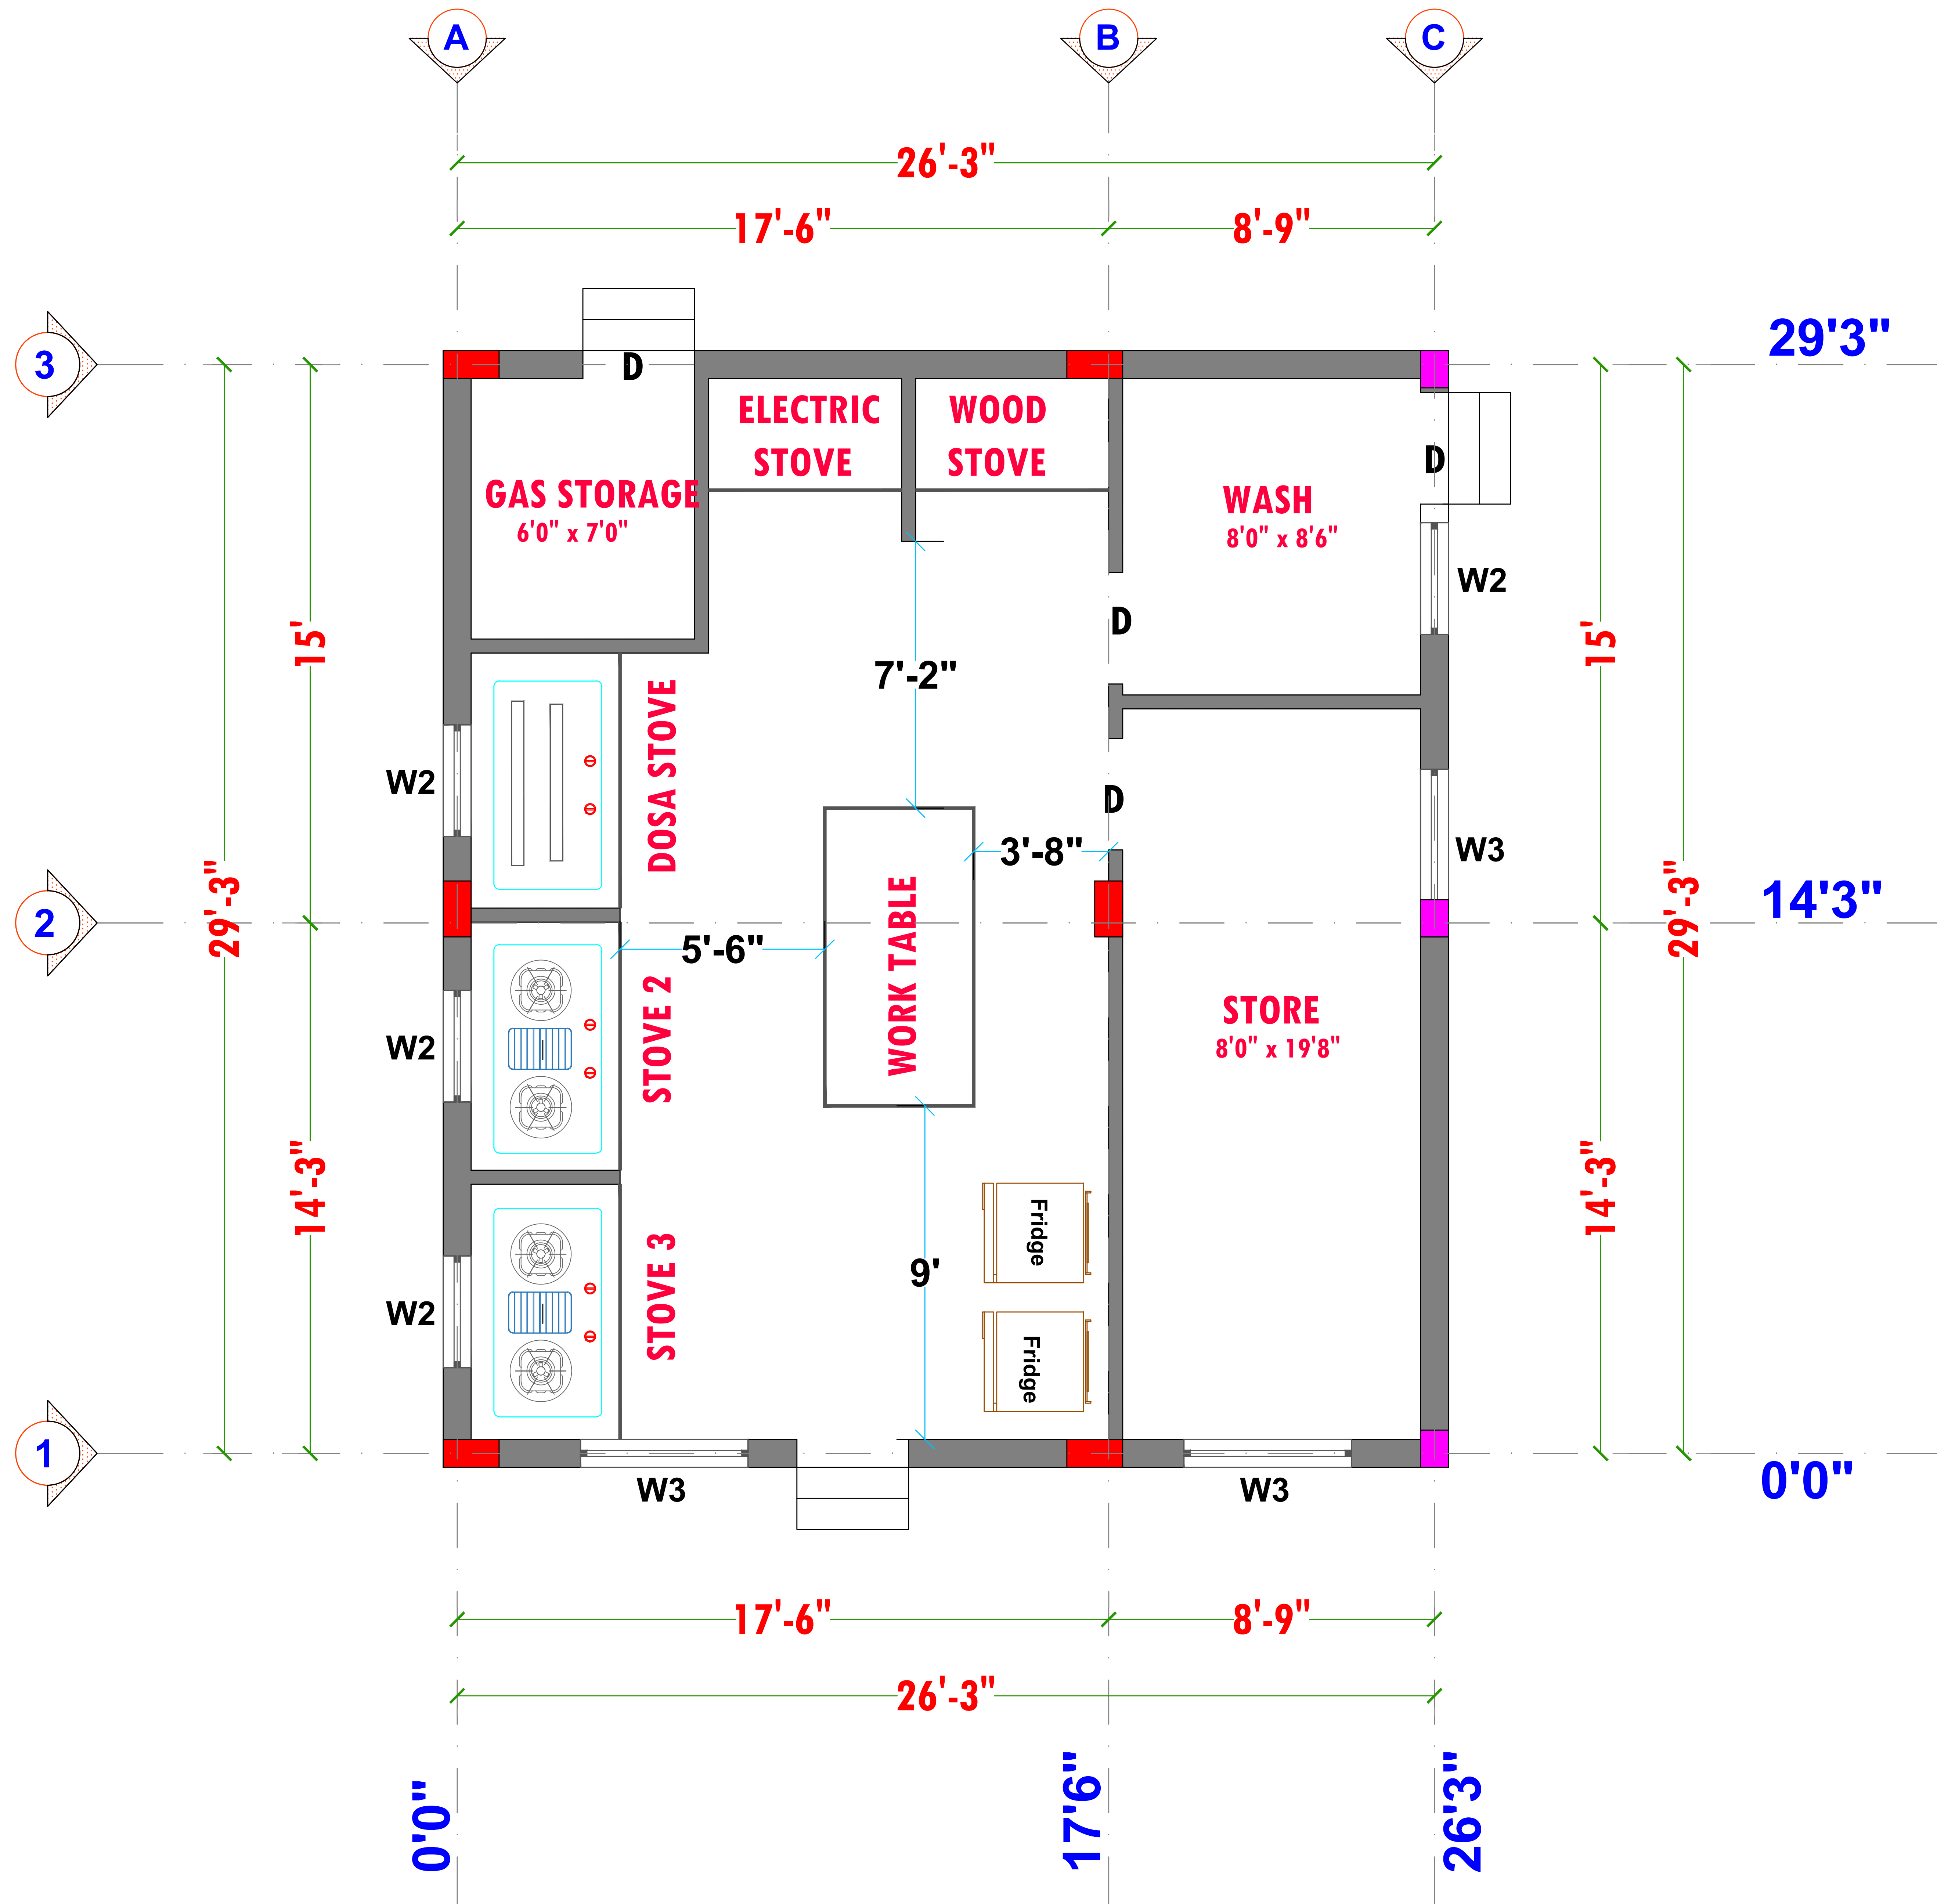 A
B
C
26'-3"
17'-6"
8'-9"
29'3"
3
D
ELECTRIC
STOVE
WOOD
STOVE
D
GAS STORAGE
6'0" x 7'0"
WASH
8'0" x 8'6"
W2
D
15'
15'
7'-2"
DOSA STOVE
W2
D
3'-8"
W3
29'-3"
29'-3"
14'3"
2
5'-6"
WORK TABLE
STOVE 2
W2
STORE
8'0" x 19'8"
14'-3"
14'-3"
Fridge
9'
STOVE 3
W2
Fridge
1
0'0"
W3
W3
17'-6"
8'-9"
26'-3"
0'0"
17'6"
26'3"